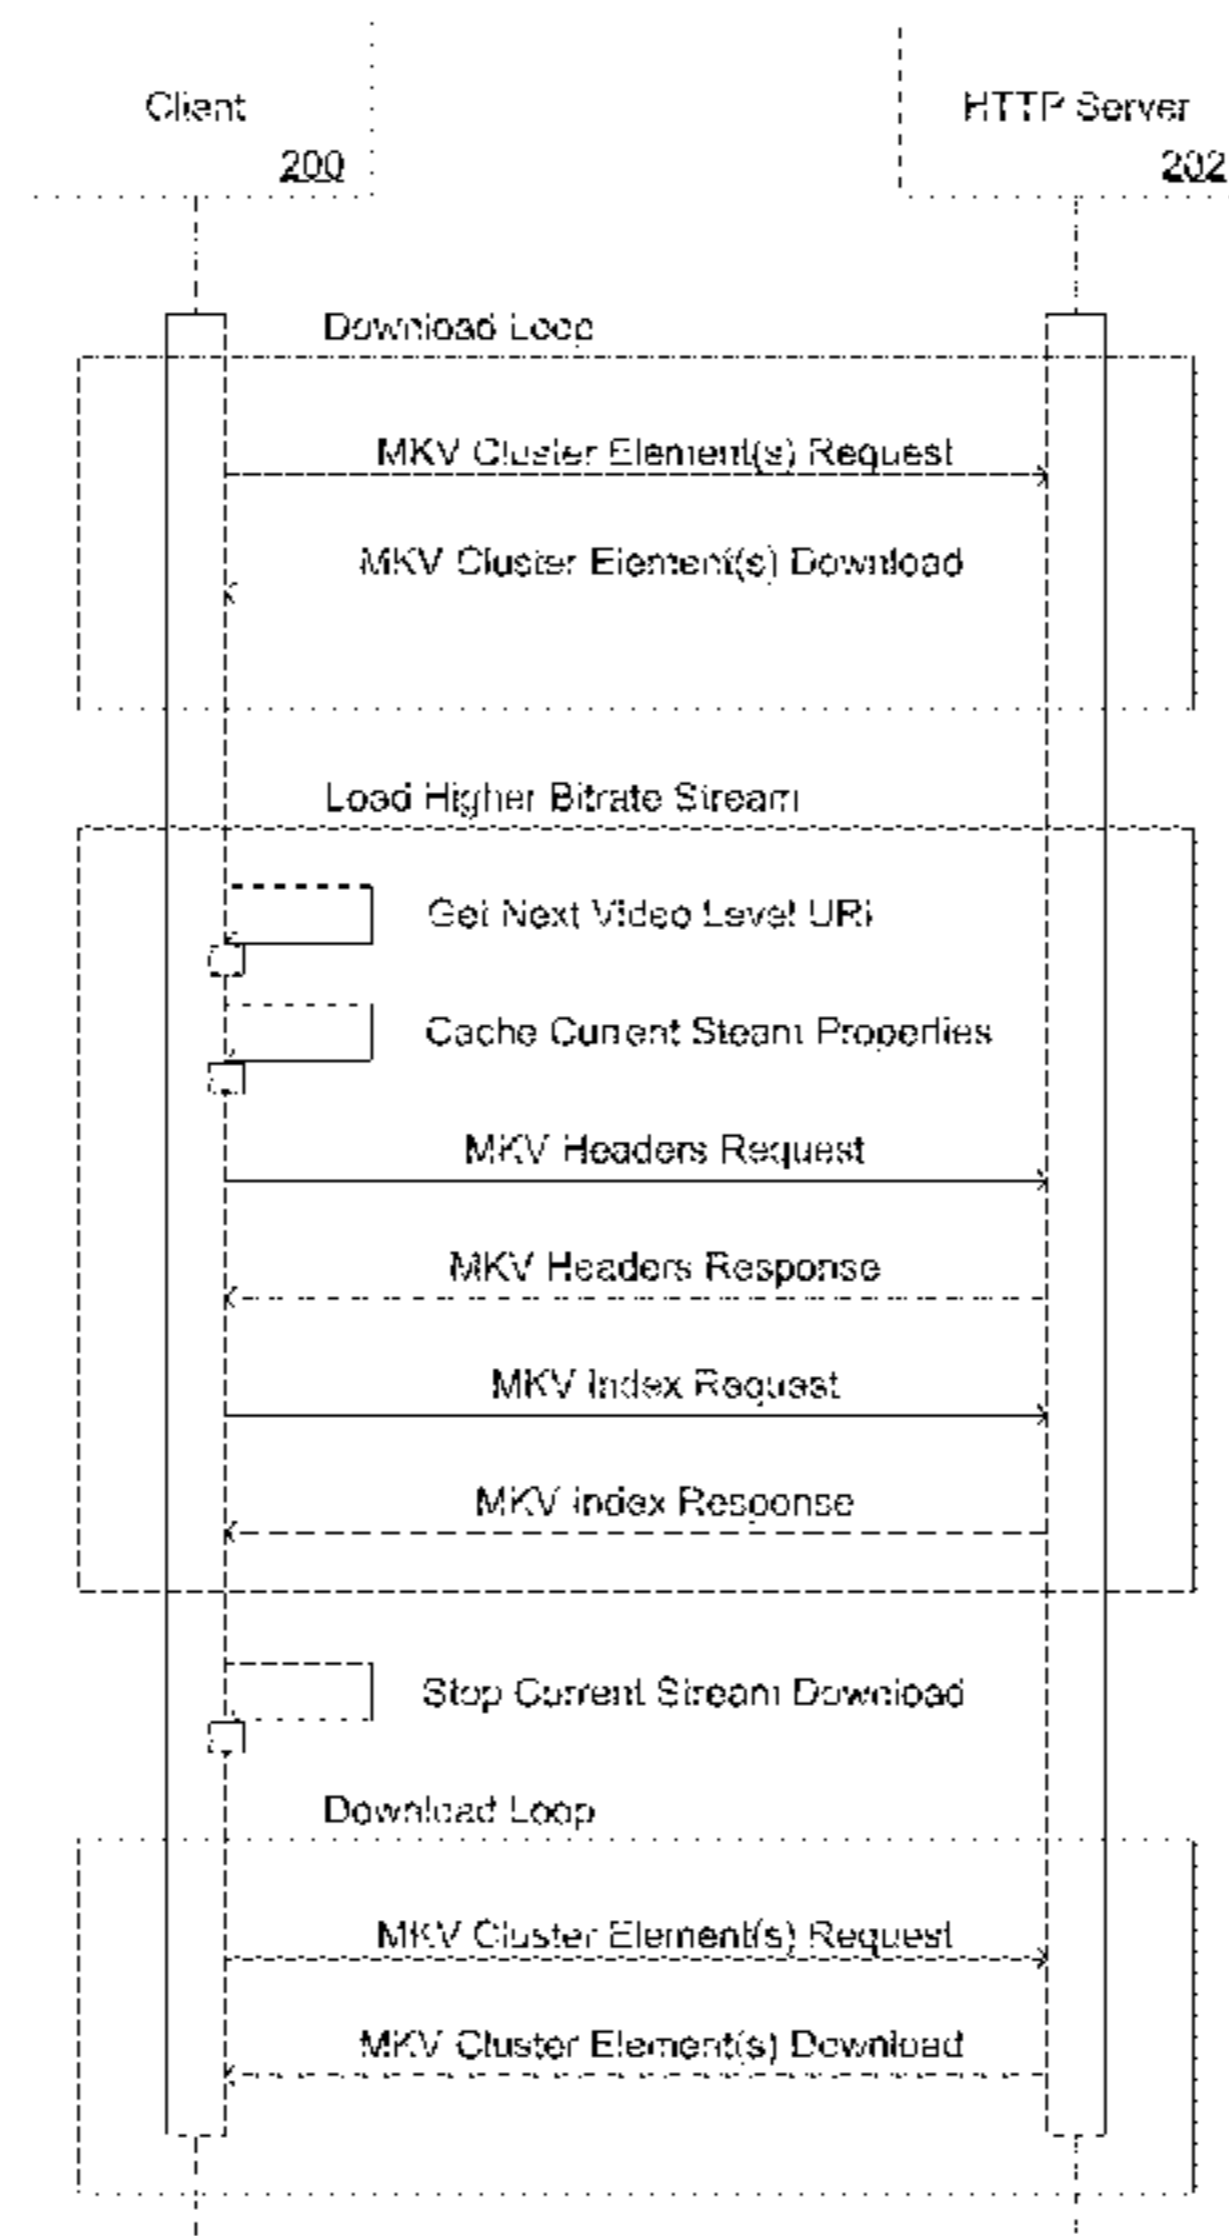 Client
200
HTTP Server
202
Download Loop
MKV Cluster Element(s) Request
MKV Cluster Element(s) Download
Load Higher Bitrate Stream
Get Next Video Level URI
Cache Current Steam Properties
MKV Headers Request
MKV Headers Response
MKV Index Request
MKV Index Response
Stop Current Stream Download
Download Loop
MKV Cluster Element(s) Request
MKV Cluster Element(s) Download